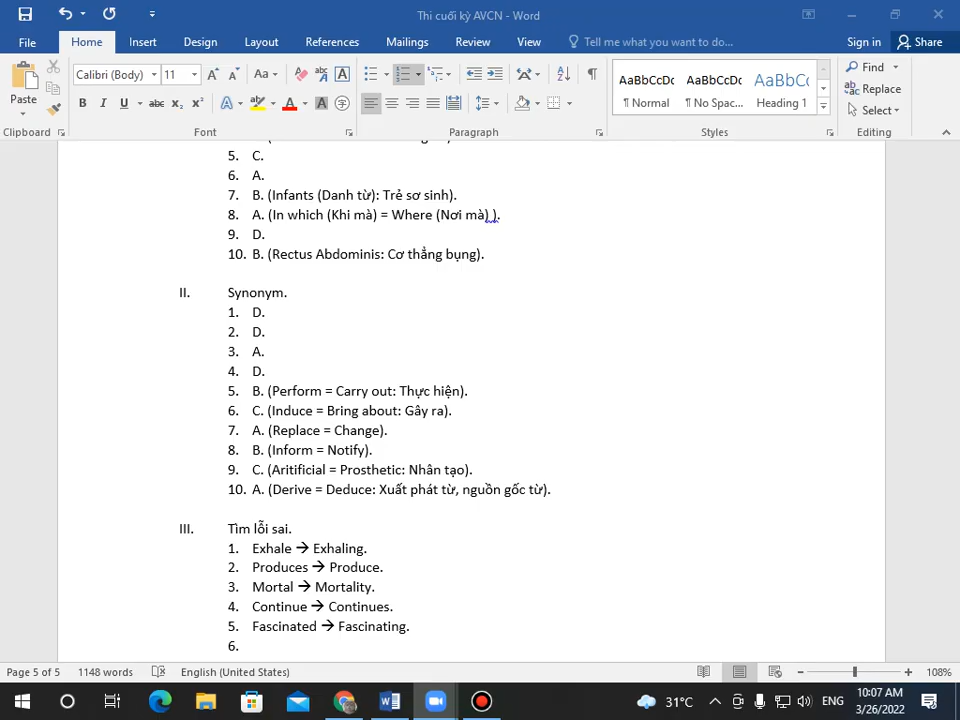 Thi cuối kỳ AVCN - Word
File Home Insert Design Layout References Mailings Review View Tell me what you want to do... Sign in Share
Calibri (Body) 11 Aa AaBbCcDc AaBbCcDc AaBbCc Find
Paste B I U abc x₂ x² A ¶ Normal ¶ No Spac... Heading 1 Replace
Select
Clipboard Font Paragraph Styles Editing
5. C.
6. A.
7. B. (Infants (Danh từ): Trẻ sơ sinh).
8. A. (In which (Khi mà) = Where (Nơi mà) ).
9. D.
10. B. (Rectus Abdominis: Cơ thẳng bụng).
II. Synonym.
1. D.
2. D.
3. A.
4. D.
5. B. (Perform = Carry out: Thực hiện).
6. C. (Induce = Bring about: Gây ra).
7. A. (Replace = Change).
8. B. (Inform = Notify).
9. C. (Aritificial = Prosthetic: Nhân tạo).
10. A. (Derive = Deduce: Xuất phát từ, nguồn gốc từ).
III. Tìm lỗi sai.
1. Exhale → Exhaling.
2. Produces → Produce.
3. Mortal → Mortality.
4. Continue → Continues.
5. Fascinated → Fascinating.
6.
Page 5 of 5 1148 words English (United States) 108%
31°C ENG 10:07 AM
3/26/2022